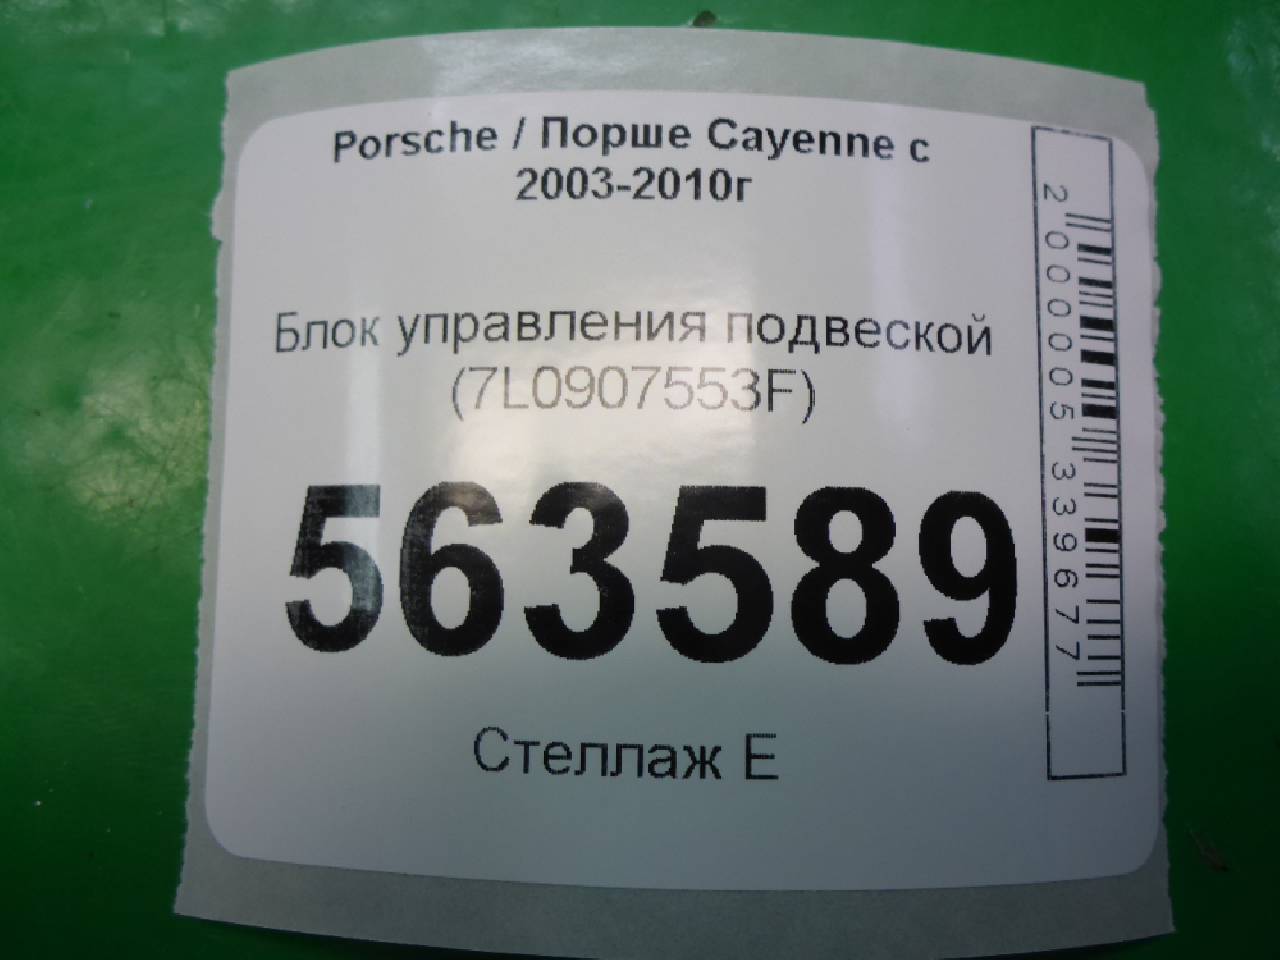 Porsche / Порше Cayenne с
2003-2010г
Блок управления подвеской
(7L0907553F)
563589
Стеллаж Е
2000005339677